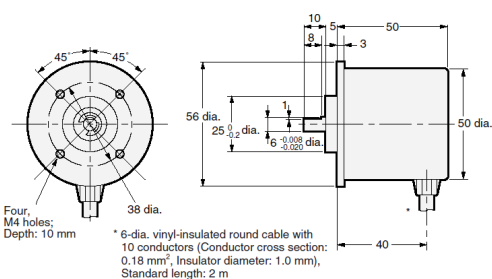 10
5
50
8
3
45°
45°
1
56 dia.
25 0/-0.2 dia.
50 dia.
6 -0.008/-0.020 dia.
38 dia.
Four,
M4 holes;
Depth: 10 mm
*
40
* 6-dia. vinyl-insulated round cable with
10 conductors (Conductor cross section:
0.18 mm², Insulator diameter: 1.0 mm),
Standard length: 2 m